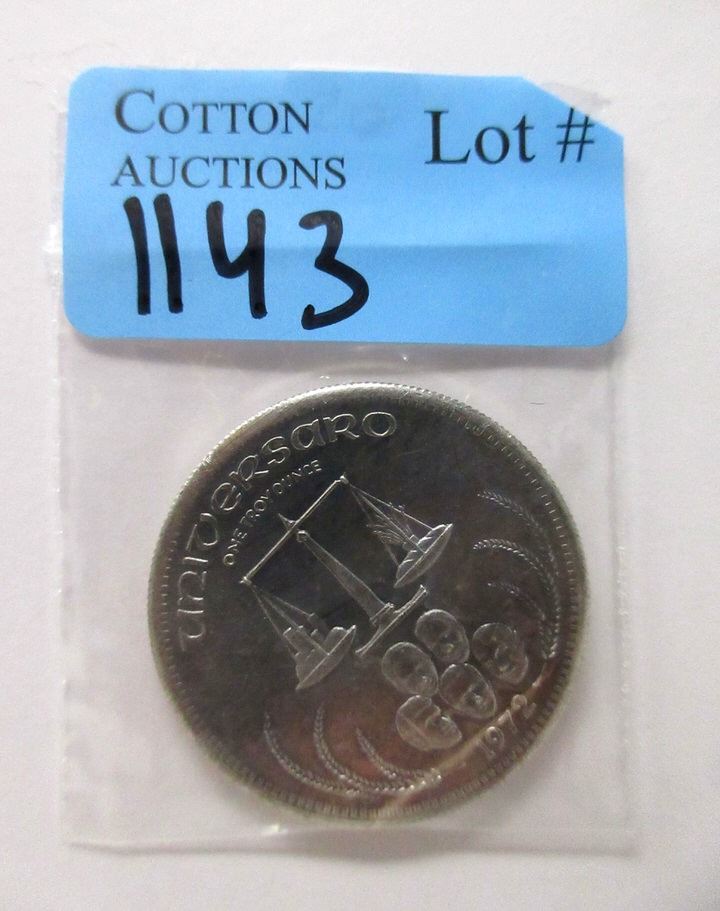 COTTON
AUCTIONS
Lot #
1143
UNIVERSARO
ONE TROY OUNCE
1972